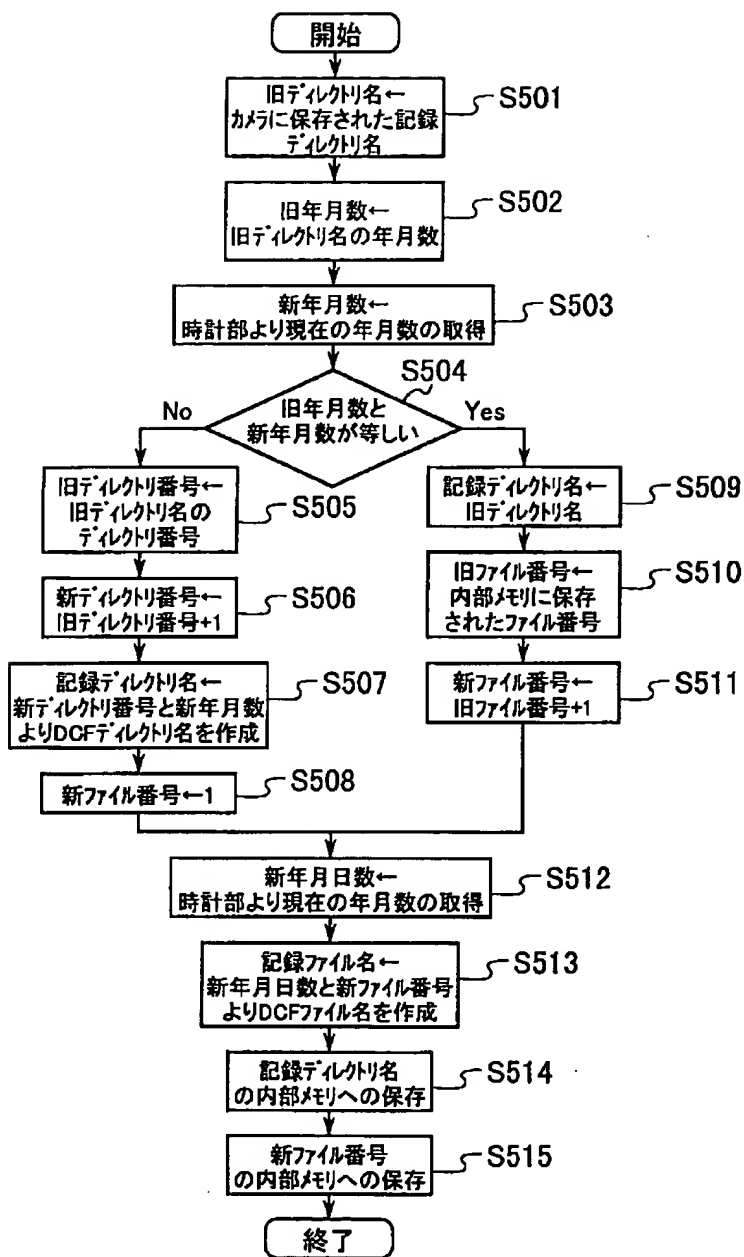 開始
旧ディレクトリ名←
カメラに保存された記録
ディレクトリ名
S501
旧年月数←
旧ディレクトリ名の年月数
S502
新年月数←
時計部より現在の年月数の取得
S503
S504
旧年月数と
新年月数が等しい
No
Yes
旧ディレクトリ番号←
旧ディレクトリ名の
ディレクトリ番号
S505
新ディレクトリ番号←
旧ディレクトリ番号+1
S506
記録ディレクトリ名←
新ディレクトリ番号と新年月数
よりDCFディレクトリ名を作成
S507
新ファイル番号←1
S508
記録ディレクトリ名←
旧ディレクトリ名
S509
旧ファイル番号←
内部メモリに保存
されたファイル番号
S510
新ファイル番号←
旧ファイル番号+1
S511
新年月日数←
時計部より現在の年月数の取得
S512
記録ファイル名←
新年月日数と新ファイル番号
よりDCFファイル名を作成
S513
記録ディレクトリ名
の内部メモリへの保存
S514
新ファイル番号
の内部メモリへの保存
S515
終了